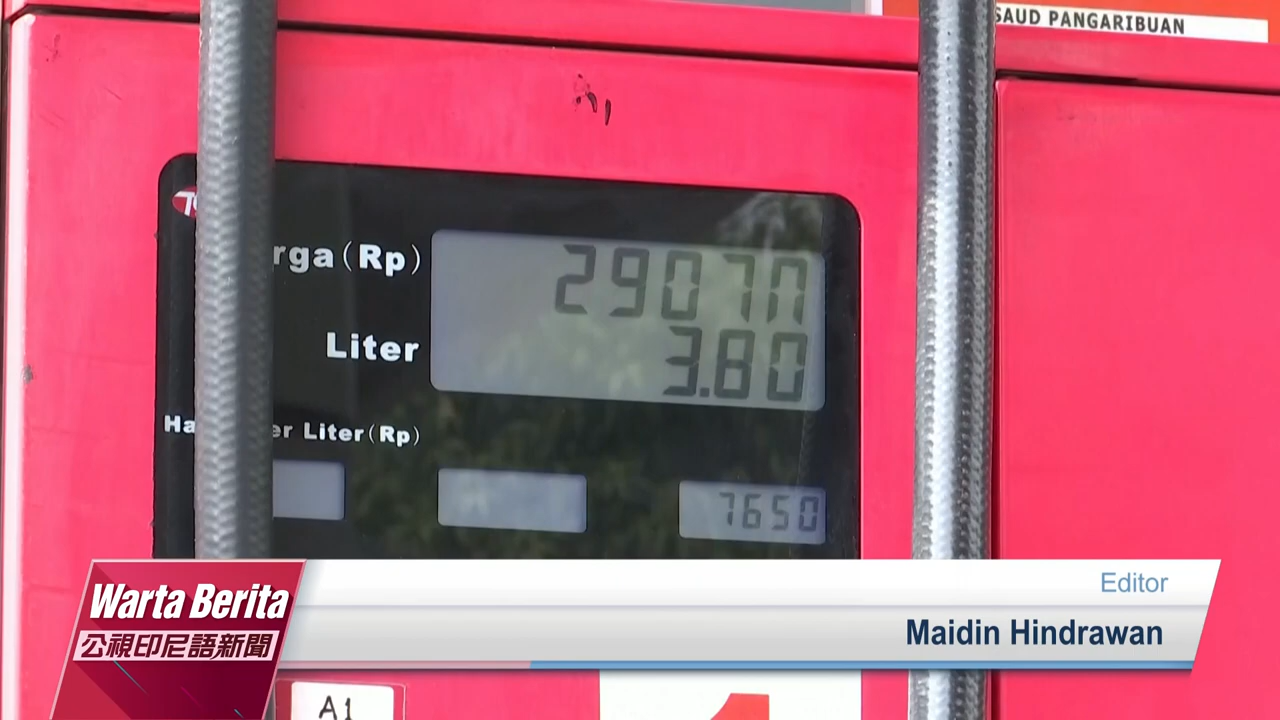 SAUD PANGARIBUAN
rga (Rp)
Liter
3.80
Ha er Liter (Rp)
7650
Editor
Warta Berita
Maidin Hindrawan
公視印尼語新聞
A1